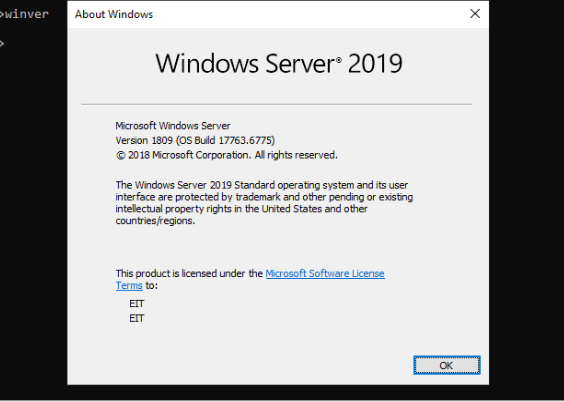 >winver
>
About Windows
Windows Server® 2019
Microsoft Windows Server
Version 1809 (OS Build 17763.6775)
© 2018 Microsoft Corporation. All rights reserved.
The Windows Server 2019 Standard operating system and its user
interface are protected by trademark and other pending or existing
intellectual property rights in the United States and other
countries/regions.
This product is licensed under the Microsoft Software License
Terms to:
EIT
EIT
OK